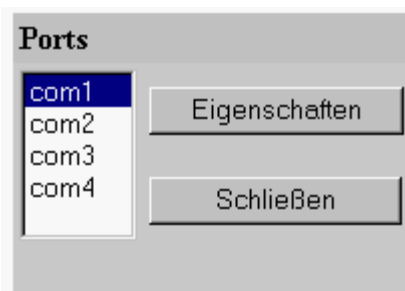 Ports
com1
com2
com3
com4
Eigenschaften
Schließen